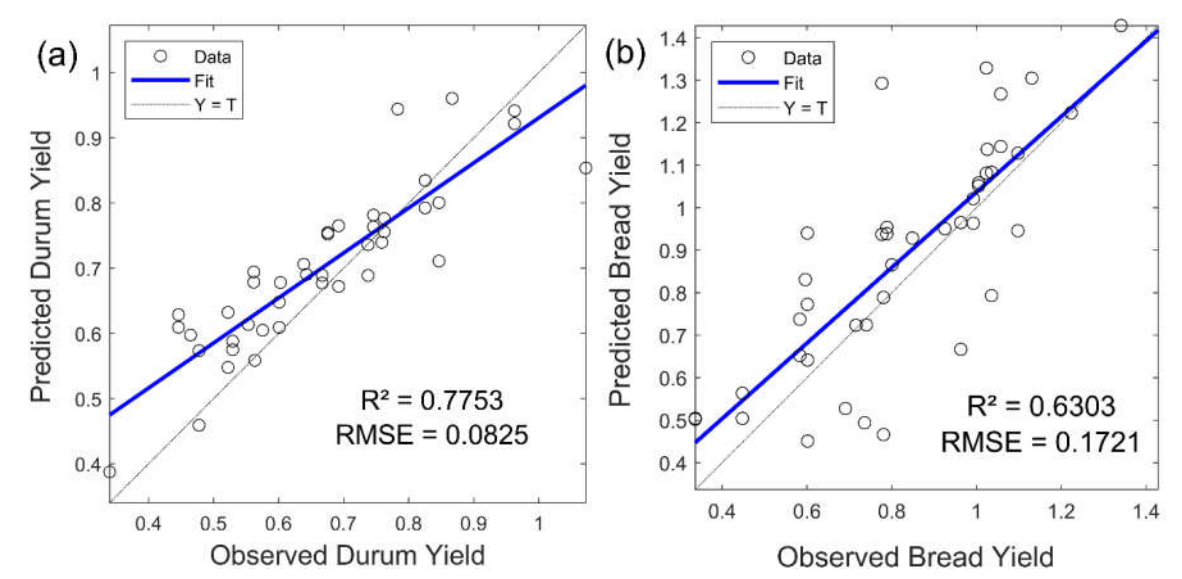 (a)
Data
Fit
Y = T
Predicted Durum Yield
1
0.9
0.8
0.7
0.6
0.5
0.4
R² = 0.7753
RMSE = 0.0825
0.4 0.5 0.6 0.7 0.8 0.9 1
Observed Durum Yield
(b)
Data
Fit
Y = T
Predicted Bread Yield
1.4
1.3
1.2
1.1
1
0.9
0.8
0.7
0.6
0.5
0.4
R² = 0.6303
RMSE = 0.1721
0.4 0.6 0.8 1 1.2 1.4
Observed Bread Yield